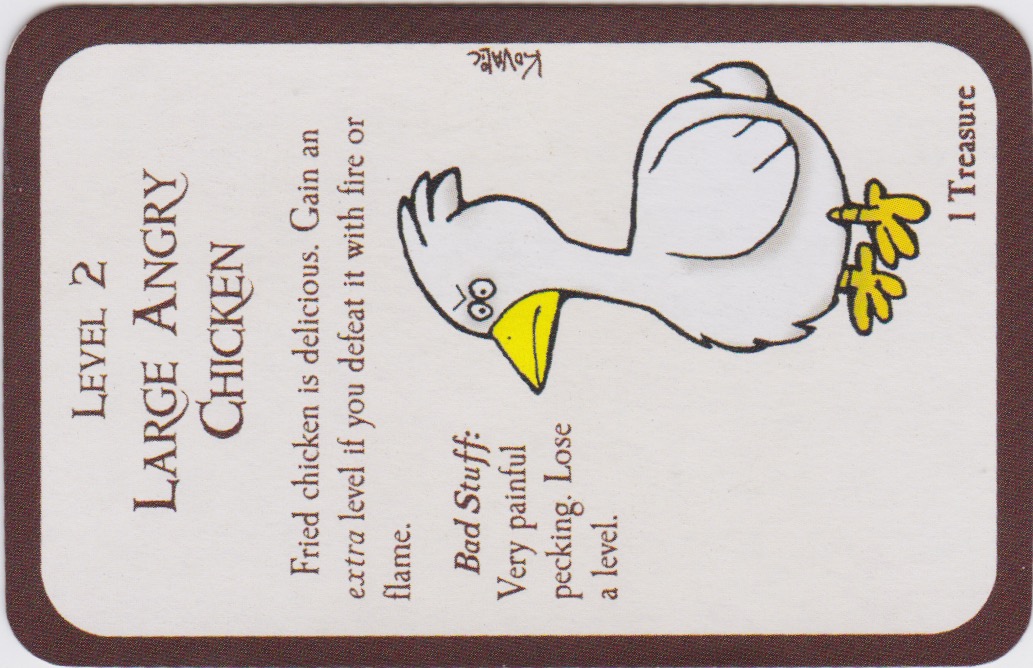 LEVEL 2
LARGE ANGRY
CHICKEN
Fried chicken is delicious. Gain an
extra level if you defeat it with fire or
flame.
KOVALIC
Bad Stuff:
Very painful
pecking. Lose
a level.
1 Treasure